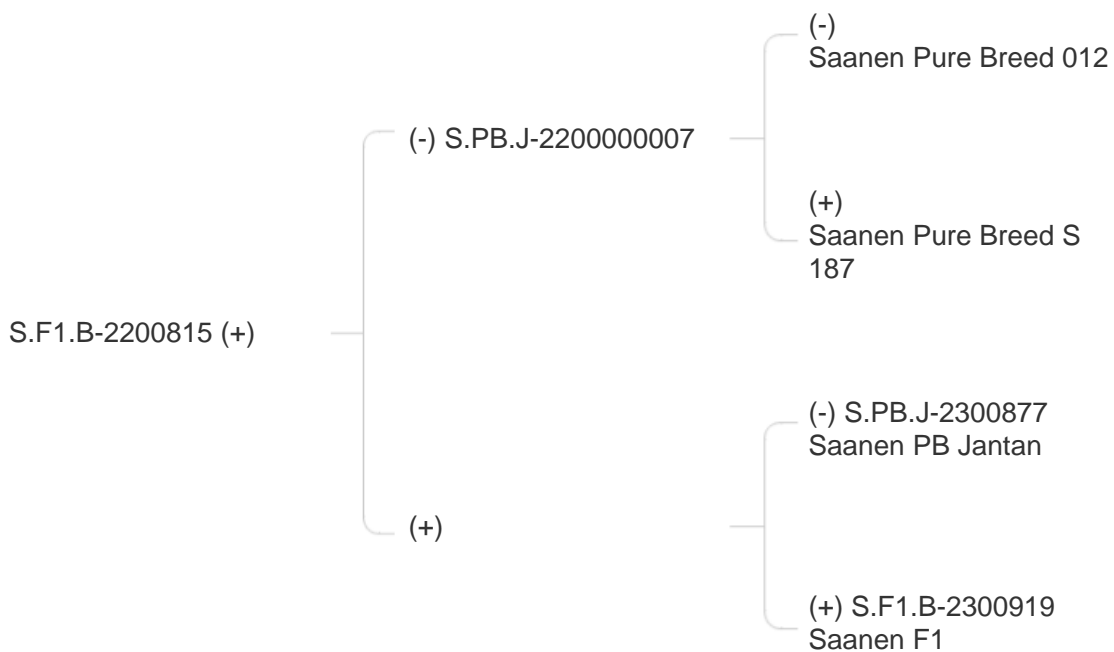 (-)
Saanen Pure Breed 012
(-) S.PB.J-2200000007
(+)
Saanen Pure Breed S
187
S.F1.B-2200815 (+)
(-) S.PB.J-2300877
Saanen PB Jantan
(+)
(+) S.F1.B-2300919
Saanen F1